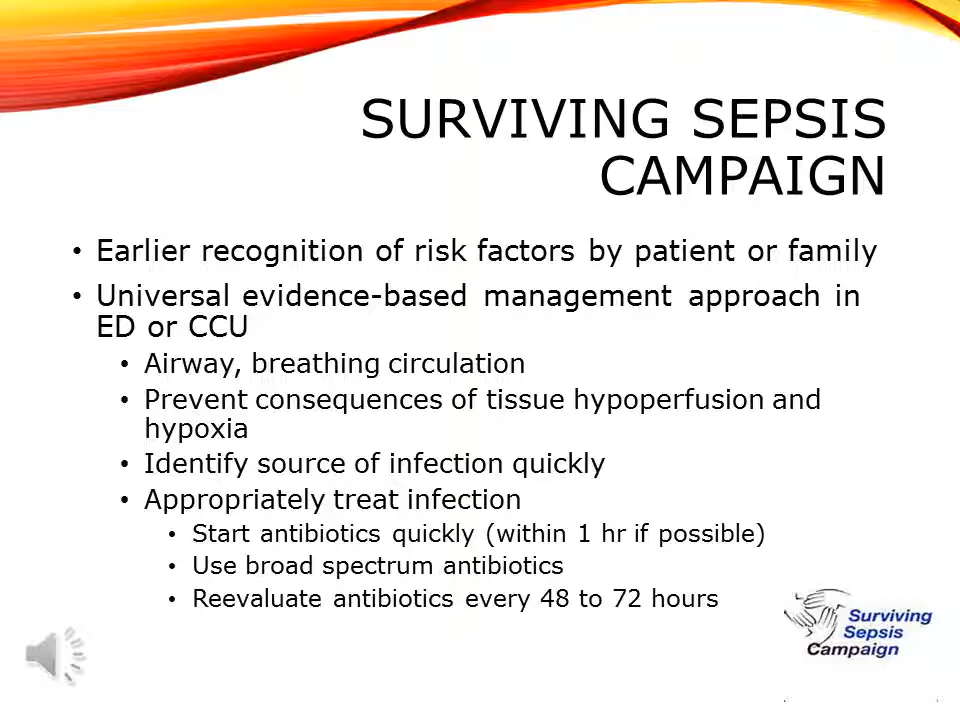 SURVIVING SEPSIS
CAMPAIGN
• Earlier recognition of risk factors by patient or family
• Universal evidence-based management approach in
ED or CCU
• Airway, breathing circulation
• Prevent consequences of tissue hypoperfusion and
hypoxia
• Identify source of infection quickly
• Appropriately treat infection
• Start antibiotics quickly (within 1 hr if possible)
• Use broad spectrum antibiotics
• Reevaluate antibiotics every 48 to 72 hours
Surviving
Sepsis
Campaign